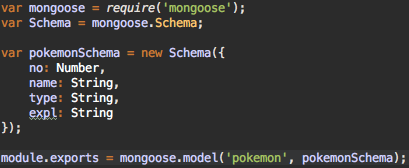 var mongoose = require('mongoose');
var Schema = mongoose.Schema;
var pokemonSchema = new Schema({
    no: Number,
    name: String,
    type: String,
    expl: String
});
module.exports = mongoose.model('pokemon', pokemonSchema);